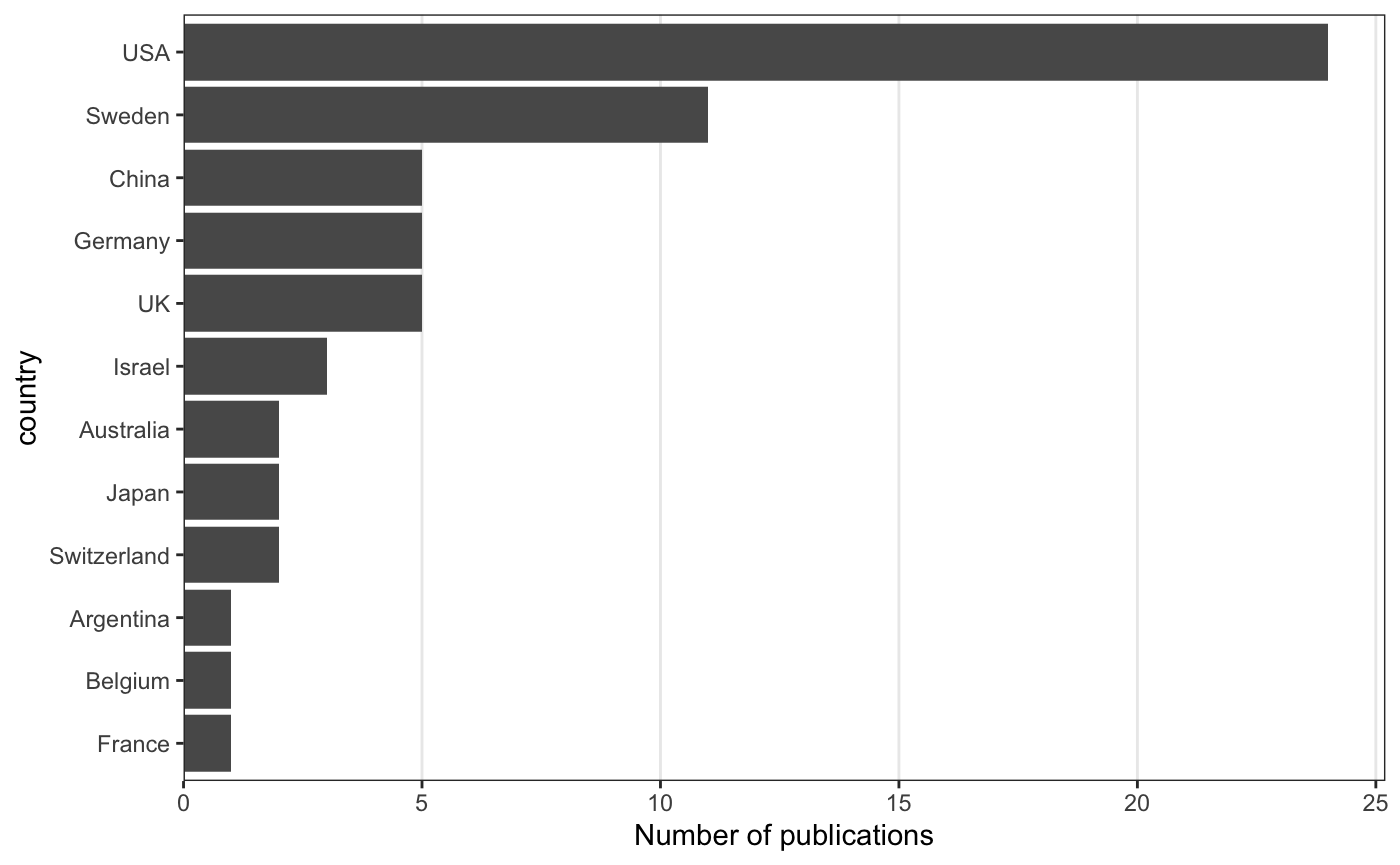 USA
Sweden
China
Germany
UK
Israel
Australia
Japan
Switzerland
Argentina
Belgium
France
country
0 5 10 15 20 25
Number of publications